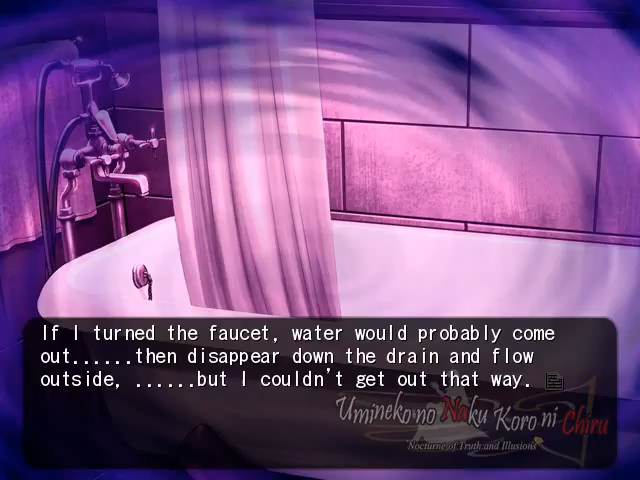 If I turned the faucet, water would probably come
out......then disappear down the drain and flow
outside, ......but I couldn't get out that way.
Umineko no Naku Koro ni Chiru
Nocturne of Truth and Illusions